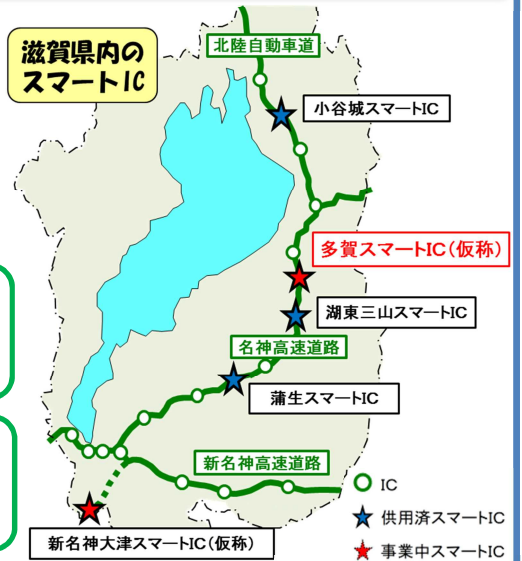 滋賀県内の
スマートIC
北陸自動車道
小谷城スマートIC
多賀スマートIC(仮称)
湖東三山スマートIC
名神高速道路
蒲生スマートIC
新名神高速道路
IC
供用済スマートIC
新名神大津スマートIC(仮称)
事業中スマートIC